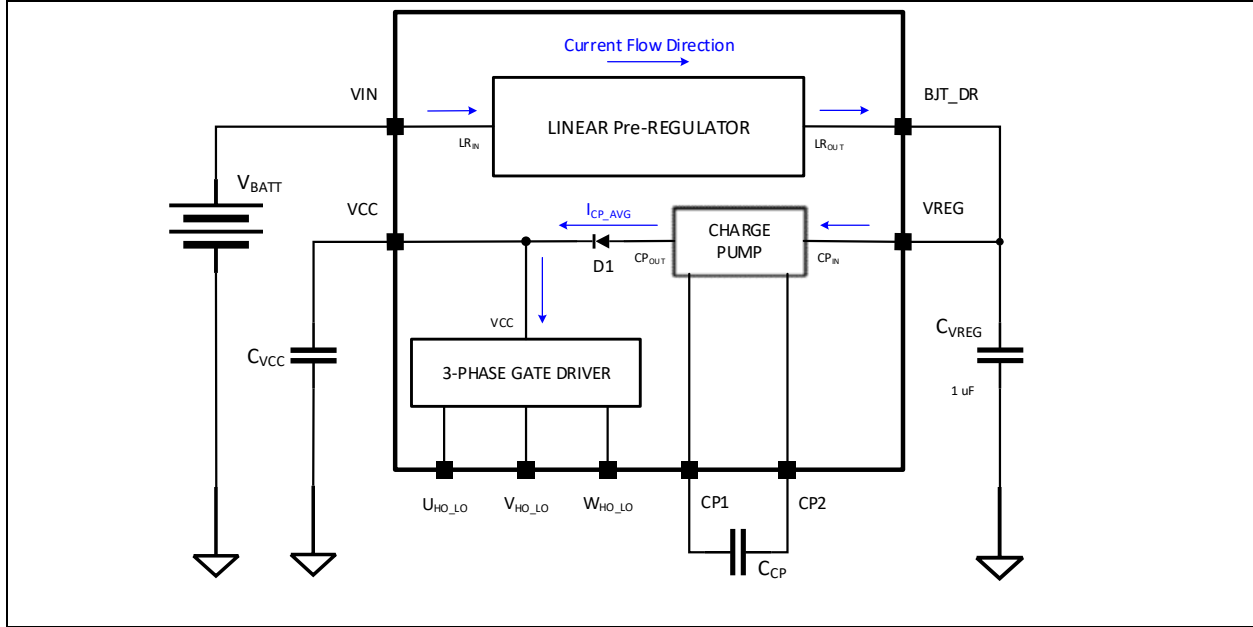 Current Flow Direction
VIN
BJT_DR
LINEAR Pre-REGULATOR
LR_IN
LR_OUT
V_BATT
VCC
I_CP_AVG
VREG
CHARGE
PUMP
D1
CP_OUT
CP_IN
VCC
C_VCC
3-PHASE GATE DRIVER
C_VREG
1 uF
U_HO_LO
V_HO_LO
W_HO_LO
CP1
CP2
C_CP